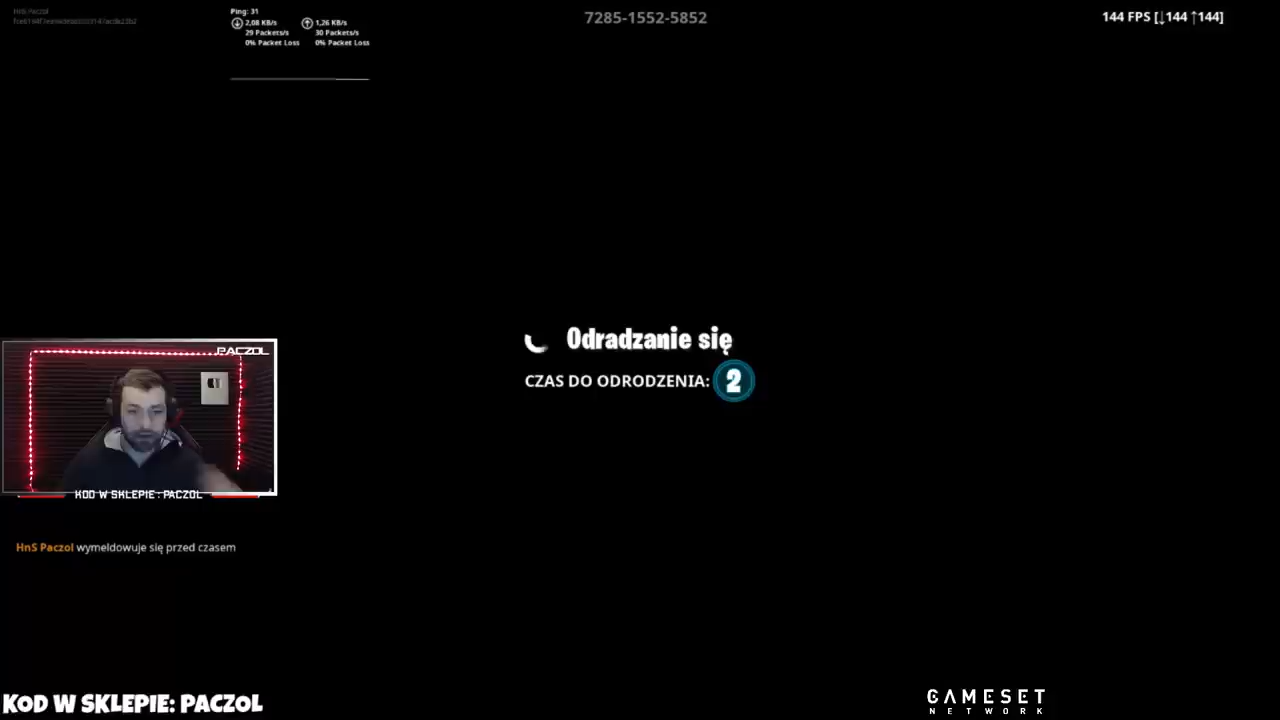 HnS Paczol
Ping: 31
2,08 KB/s
1,26 KB/s
29 Packets/s
30 Packets/s
0% Packet Loss
0% Packet Loss
7285-1552-5852
144 FPS [↓144 ↑144]
Odradzanie się
CZAS DO ODRODZENIA: 2
PACZOL
KOD W SKLEPIE : PACZOL
HnS Paczol wymeldowuje się przed czasem
KOD W SKLEPIE: PACZOL
GAMESET
NETWORK